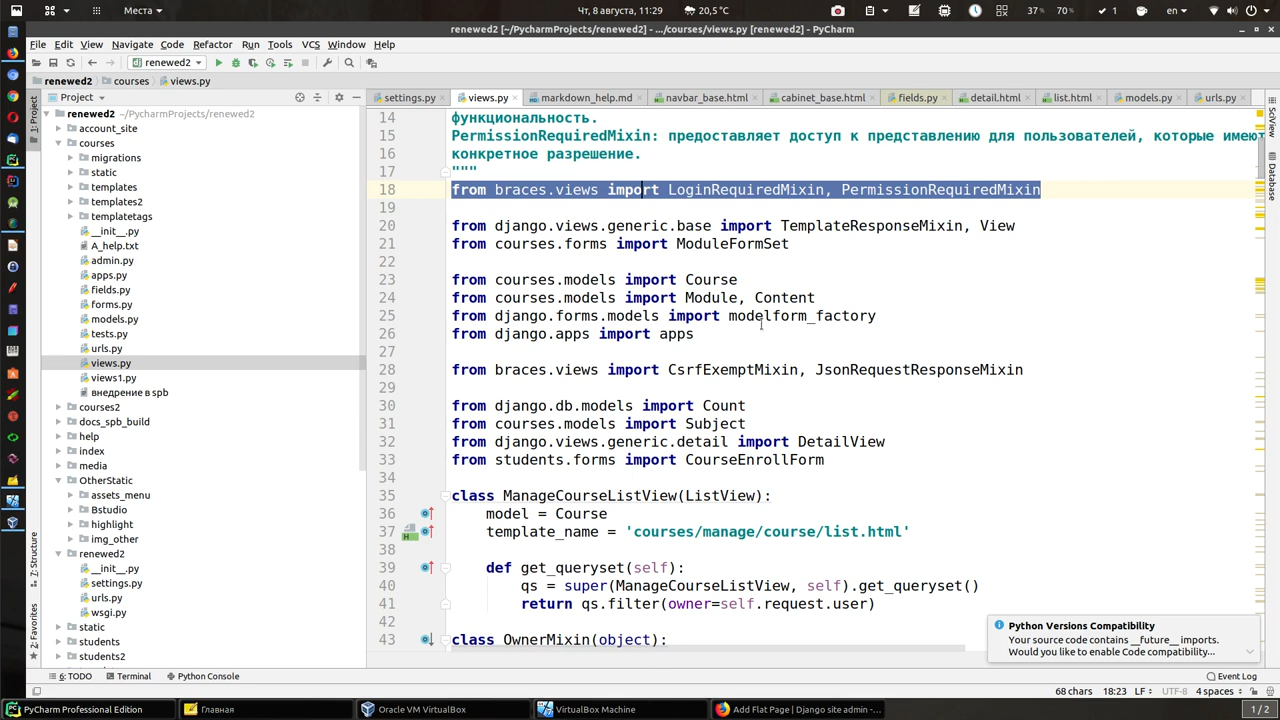 Места
Чт, 8 августа, 11:29
20,5 °C
37 %
70%
1
en
renewed2 [~/PycharmProjects/renewed2] - .../courses/views.py [renewed2] - PyCharm
File Edit View Navigate Code Refactor Run Tools VCS Window Help
renewed2
renewed2 courses views.py
Project
settings.py views.py markdown_help.md navbar_base.html cabinet_base.html fields.py detail.html list.html models.py urls.py
1: Project
7: Structure
2: Favorites
SciView
Database
renewed2 ~/PycharmProjects/renewed2
account_site
courses
migrations
static
templates
templates2
templatetags
__init__.py
A_help.txt
admin.py
apps.py
fields.py
forms.py
models.py
tests.py
urls.py
views.py
views1.py
внедрение в spb
courses2
docs_spb_build
help
index
media
OtherStatic
assets_menu
Bstudio
highlight
img_other
renewed2
__init__.py
settings.py
urls.py
wsgi.py
static
students
students2
14 функциональность.
15 PermissionRequiredMixin: предоставляет доступ к представлению для пользователей, которые имею
16 конкретное разрешение.
17 """
18 from braces.views import LoginRequiredMixin, PermissionRequiredMixin
19
20 from django.views.generic.base import TemplateResponseMixin, View
21 from courses.forms import ModuleFormSet
22
23 from courses.models import Course
24 from courses.models import Module, Content
25 from django.forms.models import modelform_factory
26 from django.apps import apps
27
28 from braces.views import CsrfExemptMixin, JsonRequestResponseMixin
29
30 from django.db.models import Count
31 from courses.models import Subject
32 from django.views.generic.detail import DetailView
33 from students.forms import CourseEnrollForm
34
35 class ManageCourseListView(ListView):
36 model = Course
37 template_name = 'courses/manage/course/list.html'
38
39 def get_queryset(self):
40 qs = super(ManageCourseListView, self).get_queryset()
41 return qs.filter(owner=self.request.user)
42
43 class OwnerMixin(object):
Python Versions Compatibility
Your source code contains __future__ imports.
Would you like to enable Code compatibility...
6: TODO Terminal Python Console Event Log
68 chars 18:23 LF UTF-8 4 spaces
PyCharm Professional Edition
Главная
Oracle VM VirtualBox
VirtualBox Machine
Add Flat Page | Django site admin - ...
1 / 2